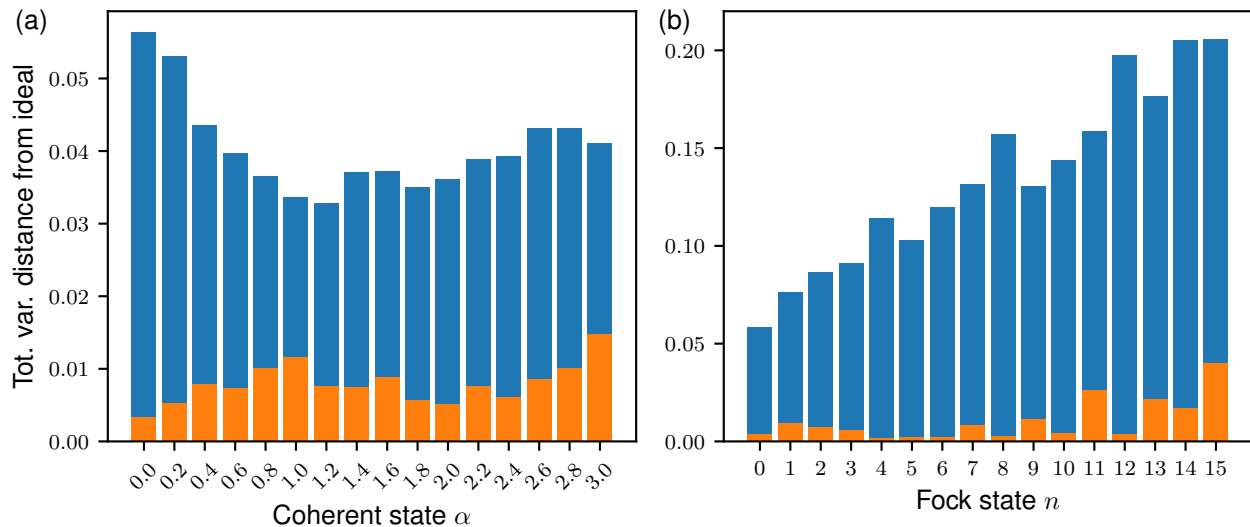 (a)
Tot. var. distance from ideal
0.05
0.04
0.03
0.02
0.01
0.00
0.0 0.2 0.4 0.6 0.8 1.0 1.2 1.4 1.6 1.8 2.0 2.2 2.4 2.6 2.8 3.0
Coherent state α
(b)
0.20
0.15
0.10
0.05
0.00
0 1 2 3 4 5 6 7 8 9 10 11 12 13 14 15
Fock state n